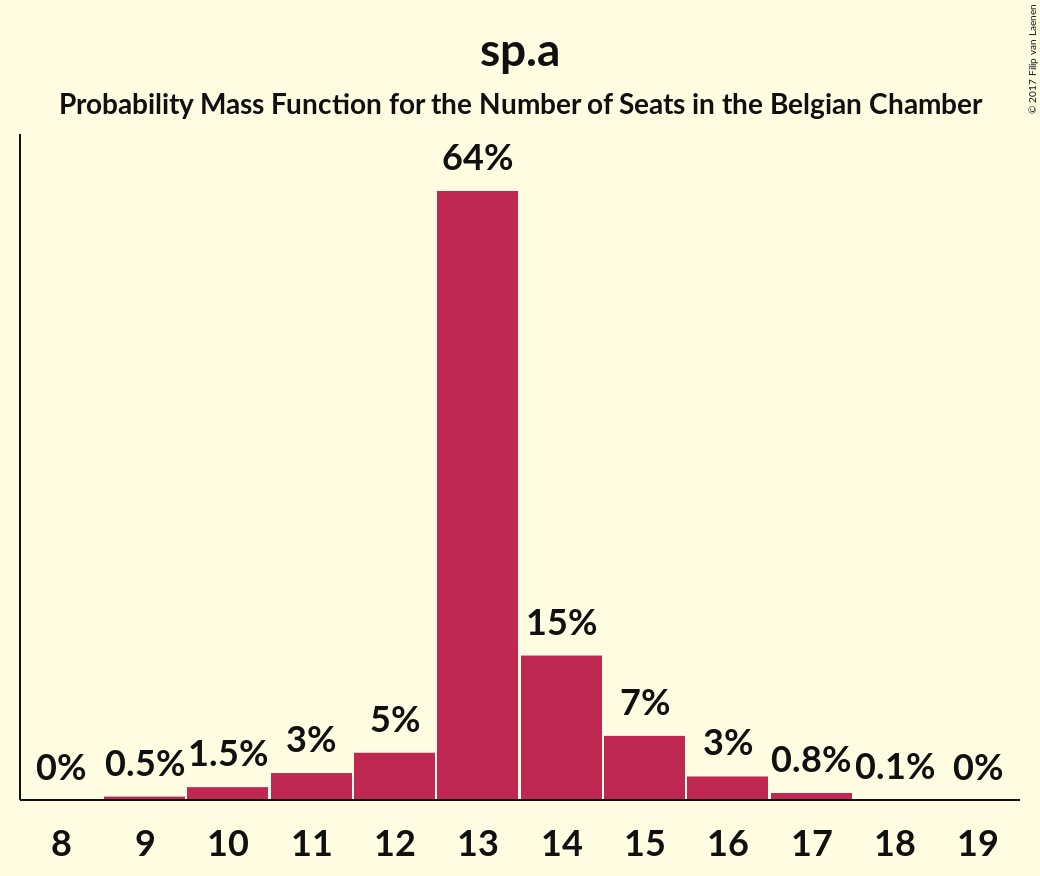 sp.a
Probability Mass Function for the Number of Seats in the Belgian Chamber
© 2017 Filip van Laenen
0% 0.5% 1.5% 3% 5% 64% 15% 7% 3% 0.8% 0.1% 0%
8 9 10 11 12 13 14 15 16 17 18 19